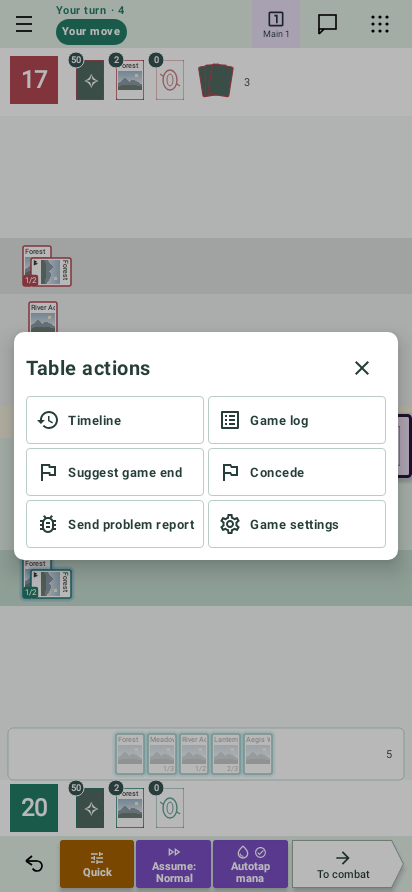 Your turn · 4
Your move
1
Main 1
17
50
2
Forest
0
3
Forest
Forest
1/2
River Ac
Table actions
Timeline
Game log
Suggest game end
Concede
Send problem report
Game settings
Forest
Forest
1/2
Forest
Meadow
1/3
River Ac
1/2
Lantern
2/3
Aegis
5
20
50
2
Forest
0
Quick
Assume:
Normal
Autotap
mana
To combat